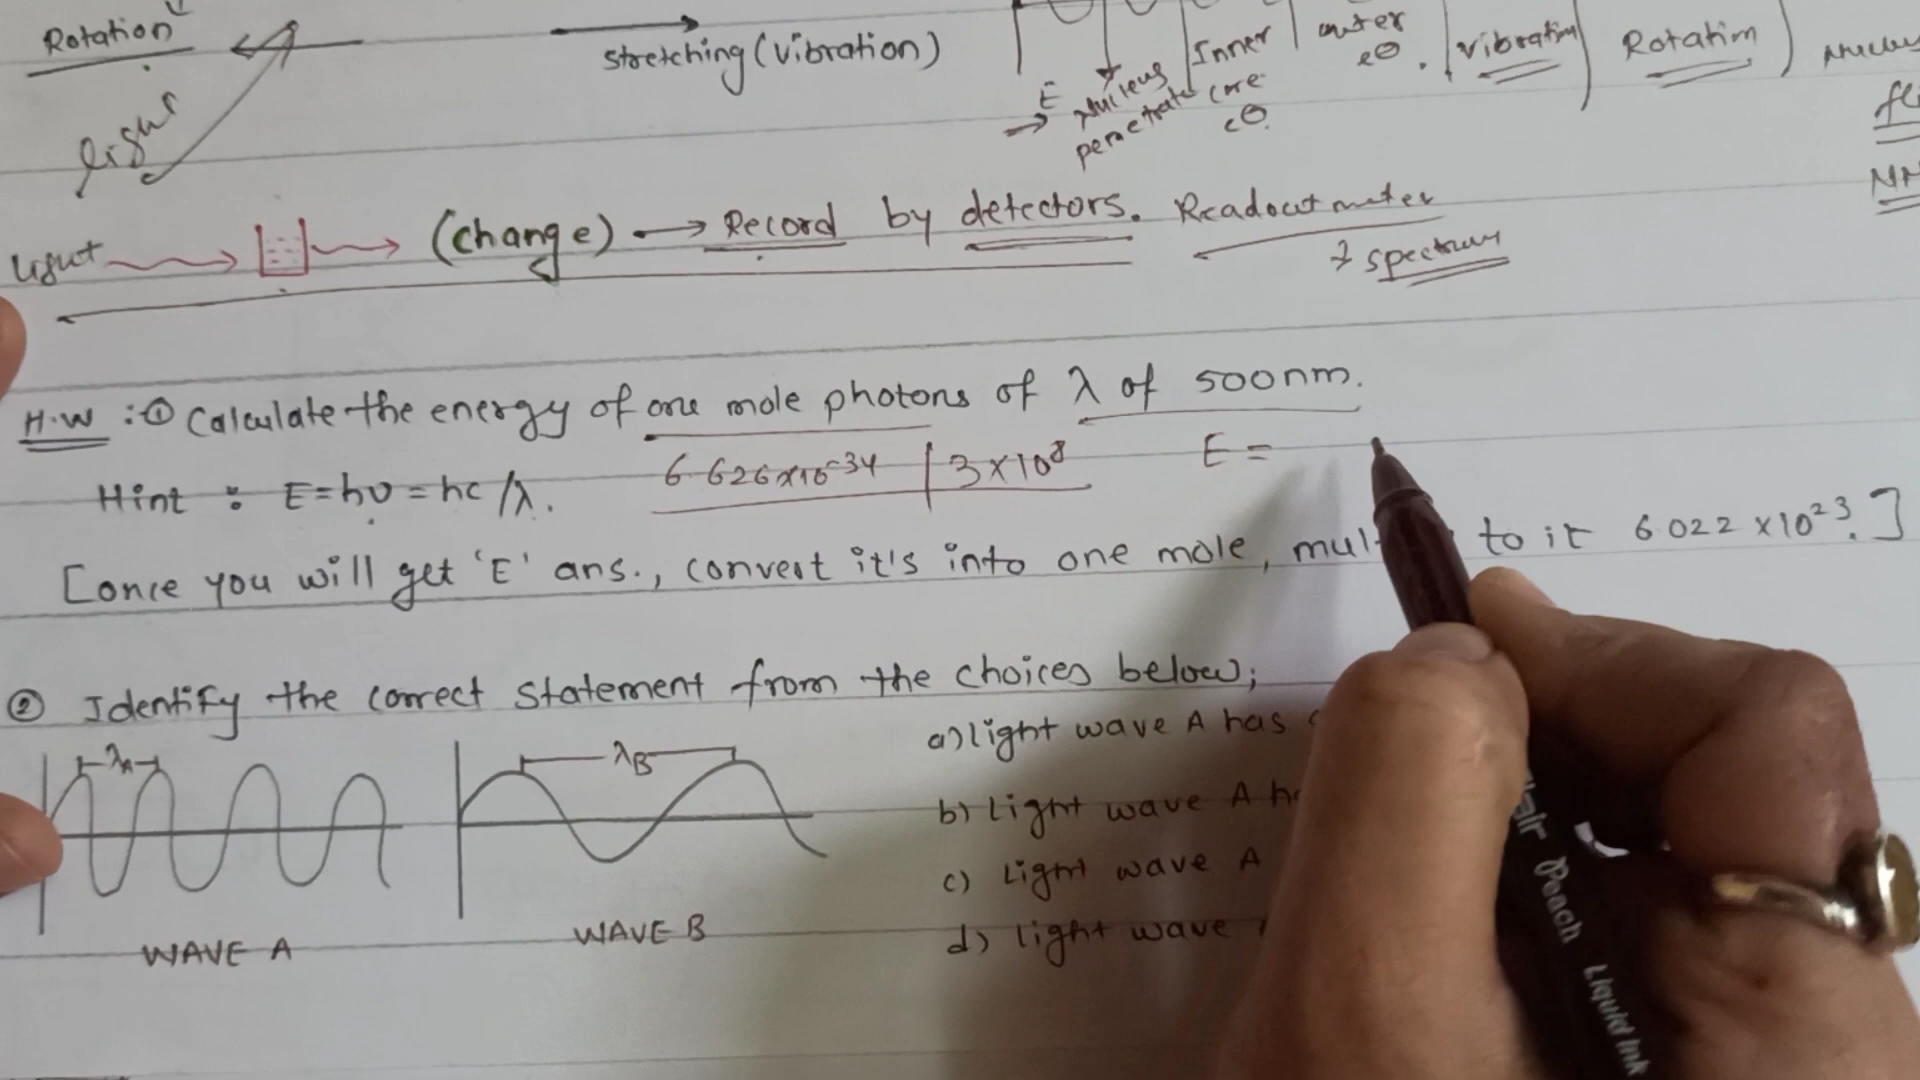 Rotation
light
stretching (vibration)
E Nucleus penetrate
Inner core e⊖
outer e⊖.
vibration
Rotation
Light (change) → Record by detectors. Readout meter
spectrum
H.W :① Calculate the energy of one mole photons of λ of 500nm.
Hint : E=hυ = hc/λ. 6.626×10-34 | 3×10⁸ E =
[once you will get 'E' ans., convert it's into one mole, to it 6.022 ×10²³.]
② Identify the correct statement from the choices below;
λA
λB
WAVE A
WAVE B
a) light wave A has
b) Light wave A
c) Light wave A
d) light wave
Peach
Liquid Ink